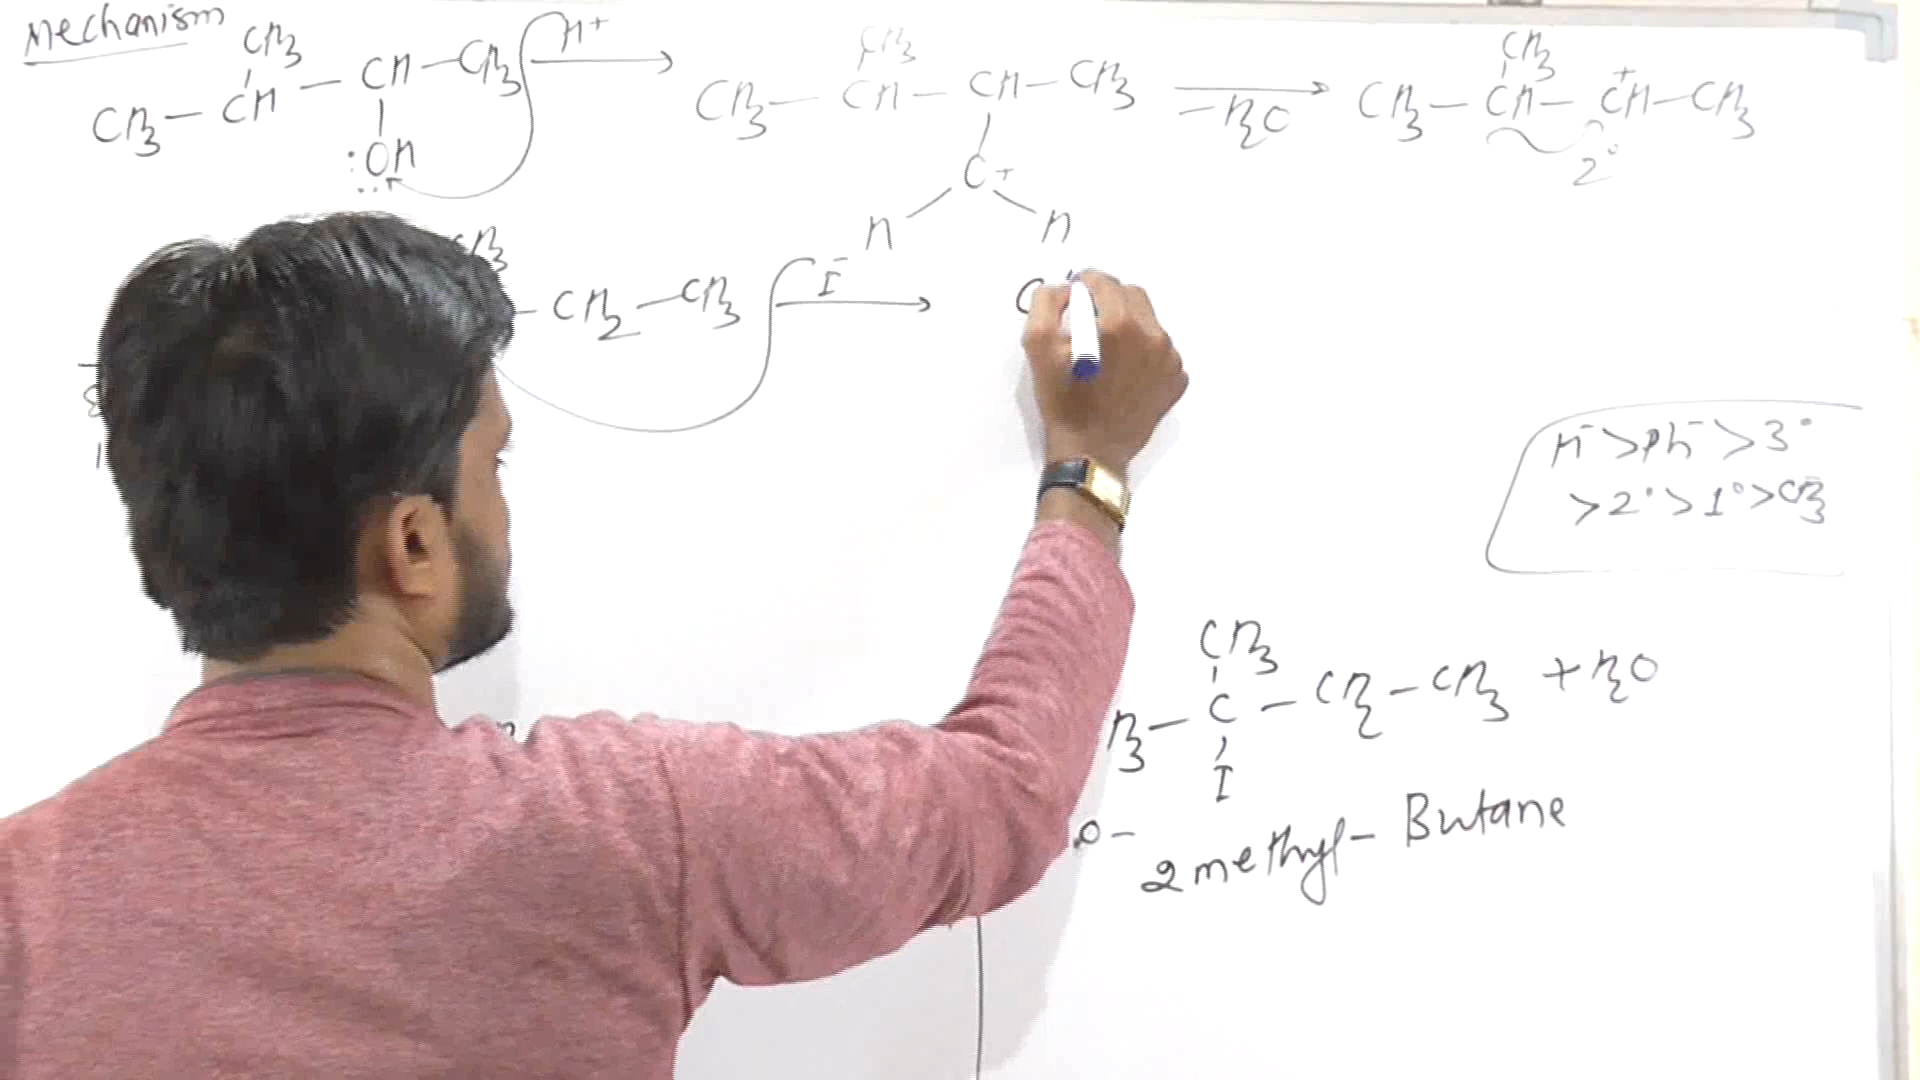 Mechanism
CH3 CH3
CH3 — CH — CH — CH3 H+ CH3 — CH — CH — CH3 −H2O CH3 — CH — +CH — CH3
:OH O+ 2°
H H
CH3
— CH2 — CH3 I− C
H− > Ph− > 3°
> 2° > 1° > CH3
CH3
H3 — C — CH2 — CH3 + H2O
I
o —
2 methyl — Butane